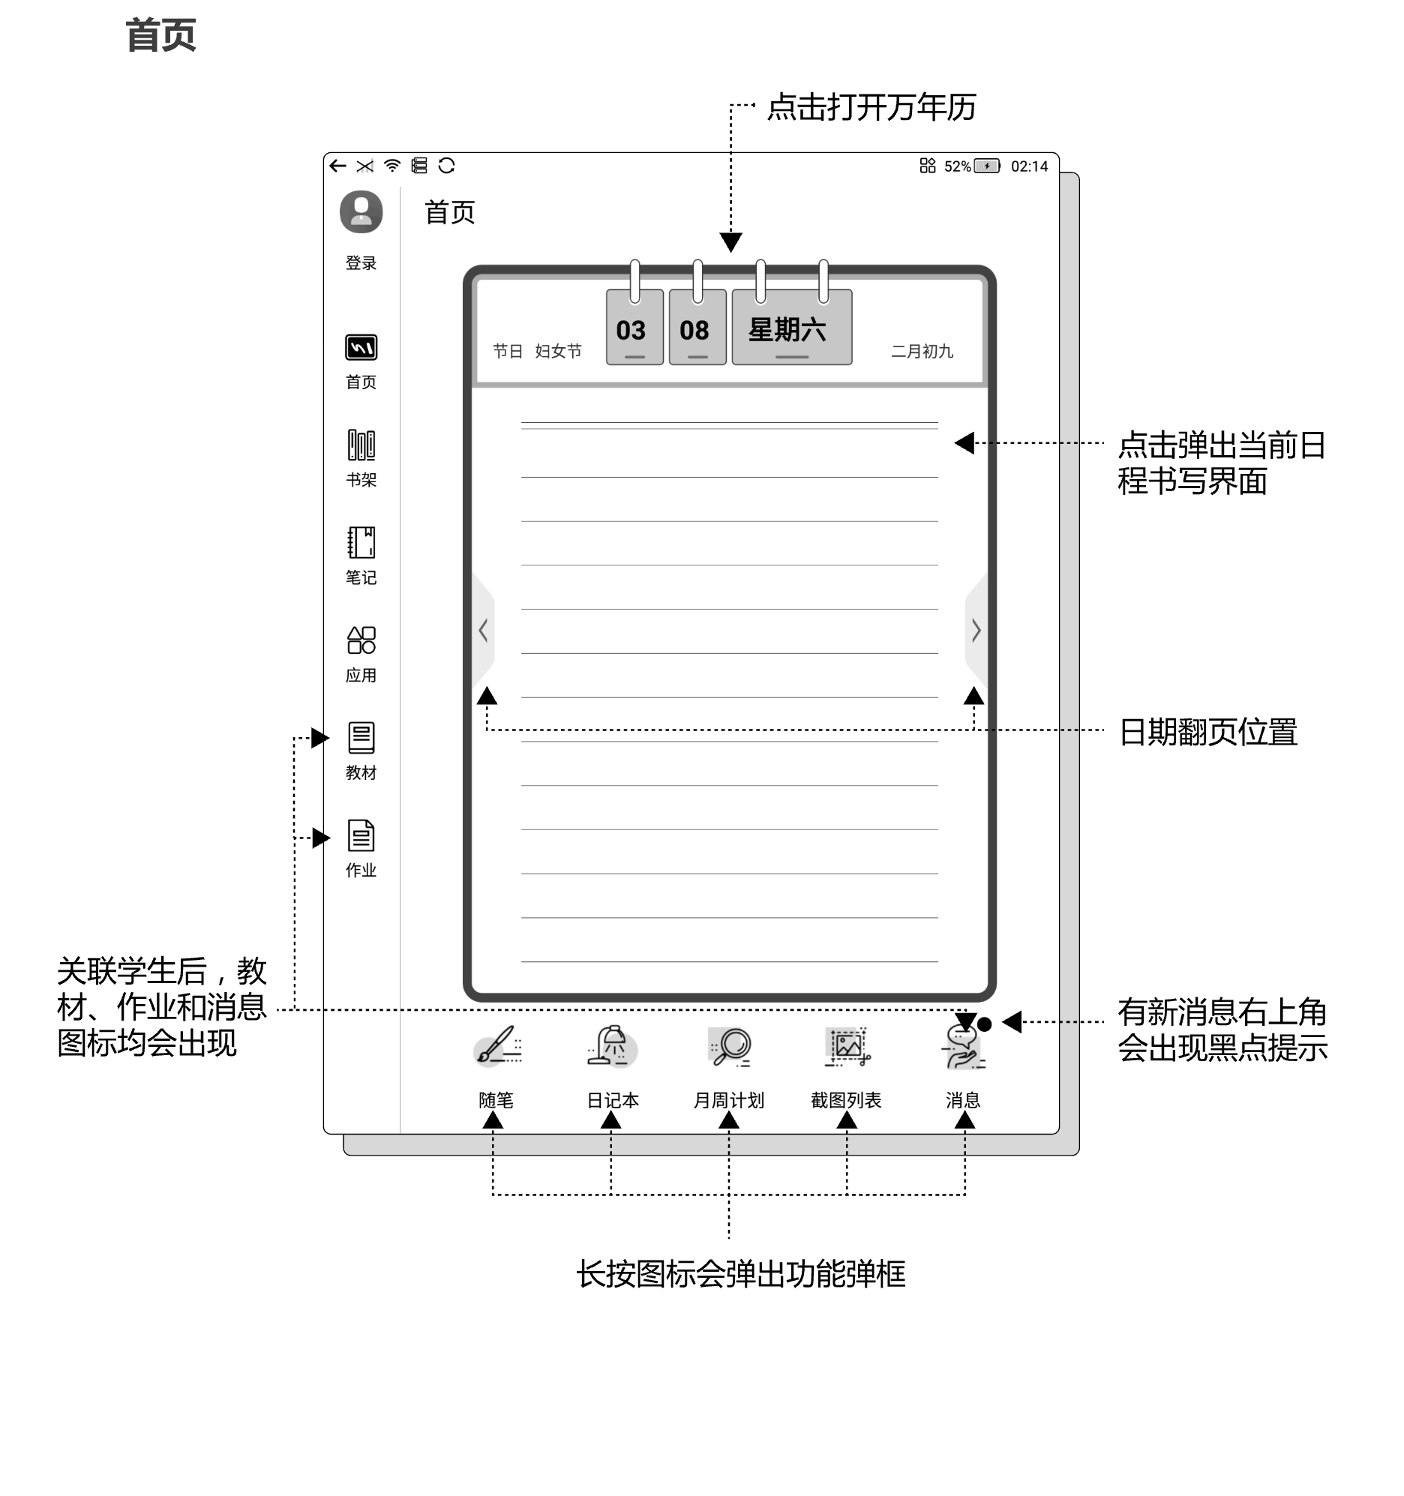 首页
点击打开万年历
52% 02:14
首页
登录
首页
书架
笔记
应用
教材
作业
03 08 星期六
节日 妇女节
二月初九
点击弹出当前日
程书写界面
日期翻页位置
关联学生后，教
材、作业和消息
图标均会出现
有新消息右上角
会出现黑点提示
随笔 日记本 月周计划 截图列表 消息
长按图标会弹出功能弹框